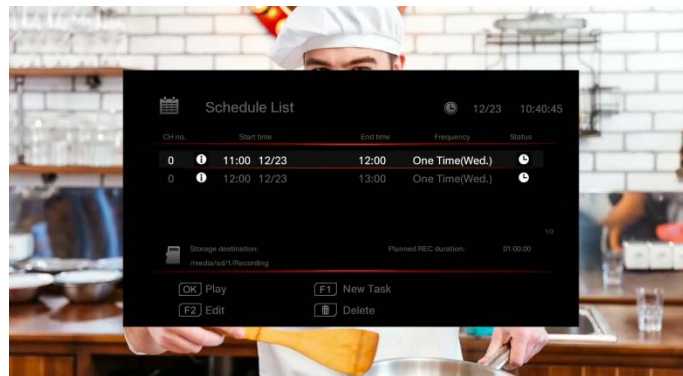 Schedule List 12/23 10:40:45
CH no. Start time End time Frequency Status
0 11:00 12/23 12:00 One Time(Wed.)
0 12:00 12/23 13:00 One Time(Wed.)
1/2
Storage destination: Planned REC duration: 01:00:00
/media/sd/1/Recording
OK Play F1 New Task
F2 Edit Delete